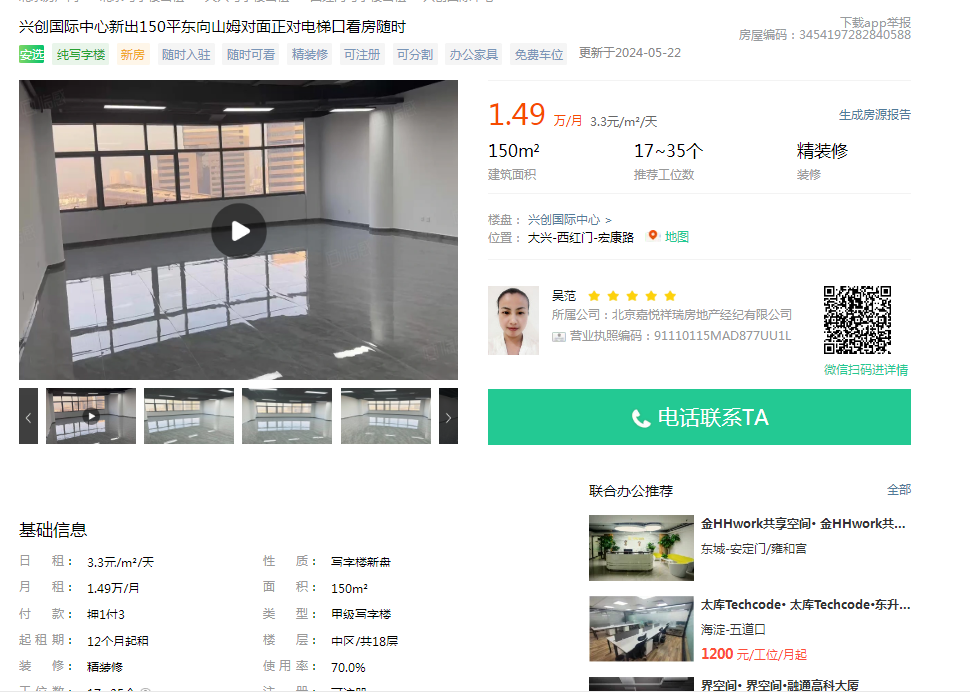 兴创国际中心新出150平东向山姆对面正对电梯口看房随时
下载app举报
房屋编码：3454197282840588
安选 纯写字楼 新房 随时入驻 随时可看 精装修 可注册 可分割 办公家具 免费车位 更新于2024-05-22
1.49 万/月 3.3元/m²/天
生成房源报告
150m² 17~35个 精装修
建筑面积 推荐工位数 装修
楼盘： 兴创国际中心 >
位置： 大兴-西红门-宏康路 地图
吴范
所属公司：北京嘉悦祥瑞房地产经纪有限公司
营业执照编码：91110115MAD877UU1L
微信扫码进详情
电话联系TA
基础信息
日 租： 3.3元/m²/天 性 质： 写字楼新盘
月 租： 1.49万/月 面 积： 150m²
付 款： 押1付3 类 型： 甲级写字楼
起租期： 12个月起租 楼 层： 中区/共18层
装 修： 精装修 使用率： 70.0%
工位数： 17~35个 注 册： 可注册
联合办公推荐 全部
金HHwork共享空间• 金HHwork共...
东城-安定门/雍和宫
太库Techcode• 太库Techcode•东升...
海淀-五道口
1200 元/工位/月起
界空间• 界空间•融通高科大厦